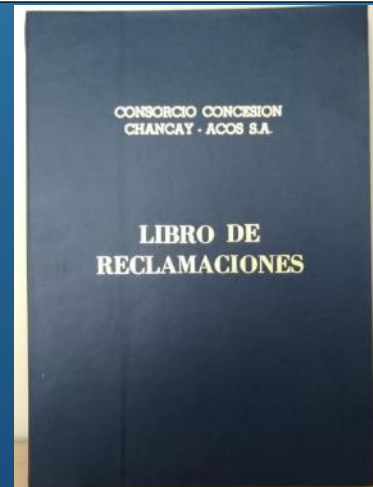 CONSORCIO CONCESION
CHANCAY - ACOS S.A.
LIBRO DE
RECLAMACIONES